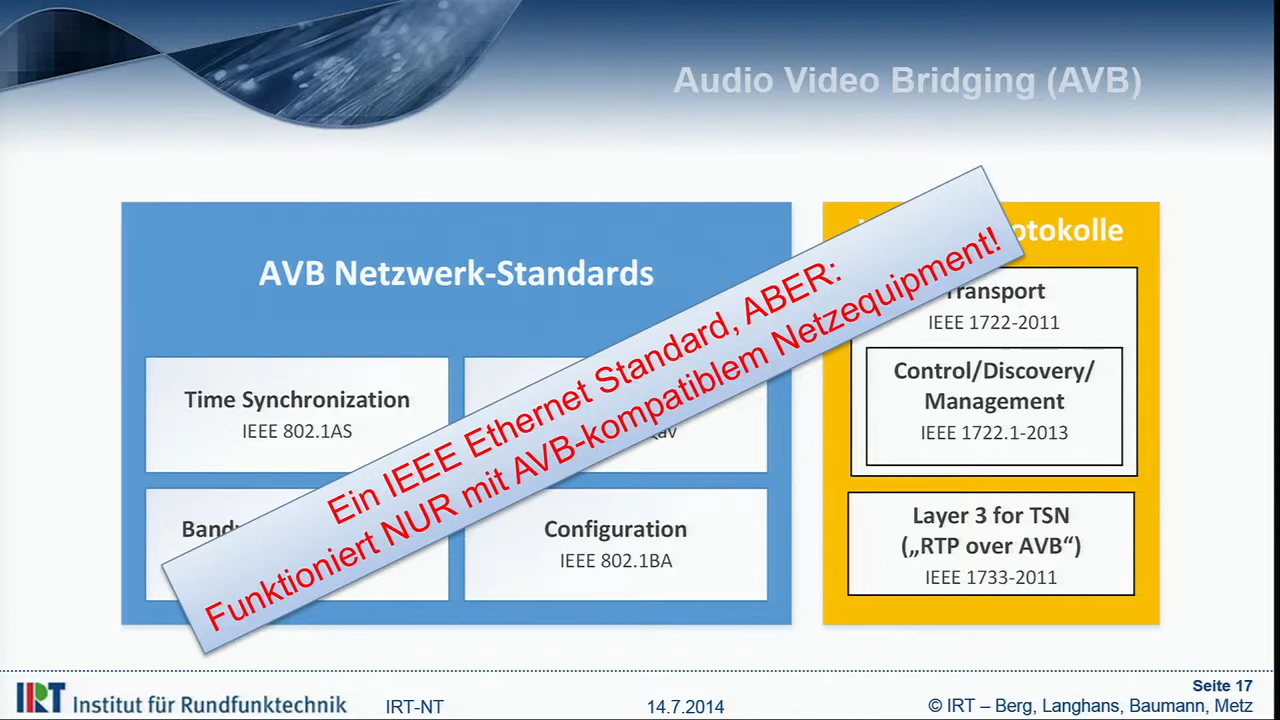 Audio Video Bridging (AVB)
AVB Netzwerk-Standards
otokolle
Time Synchronization
IEEE 802.1AS
Configuration
IEEE 802.1BA
Transport
IEEE 1722-2011
Control/Discovery/
Management
IEEE 1722.1-2013
Layer 3 for TSN
(„RTP over AVB“)
IEEE 1733-2011
Ein IEEE Ethernet Standard, ABER:
Funktioniert NUR mit AVB-kompatiblem Netzequipment!
Seite 17
IRT Institut für Rundfunktechnik
IRT-NT
14.7.2014
© IRT – Berg, Langhans, Baumann, Metz